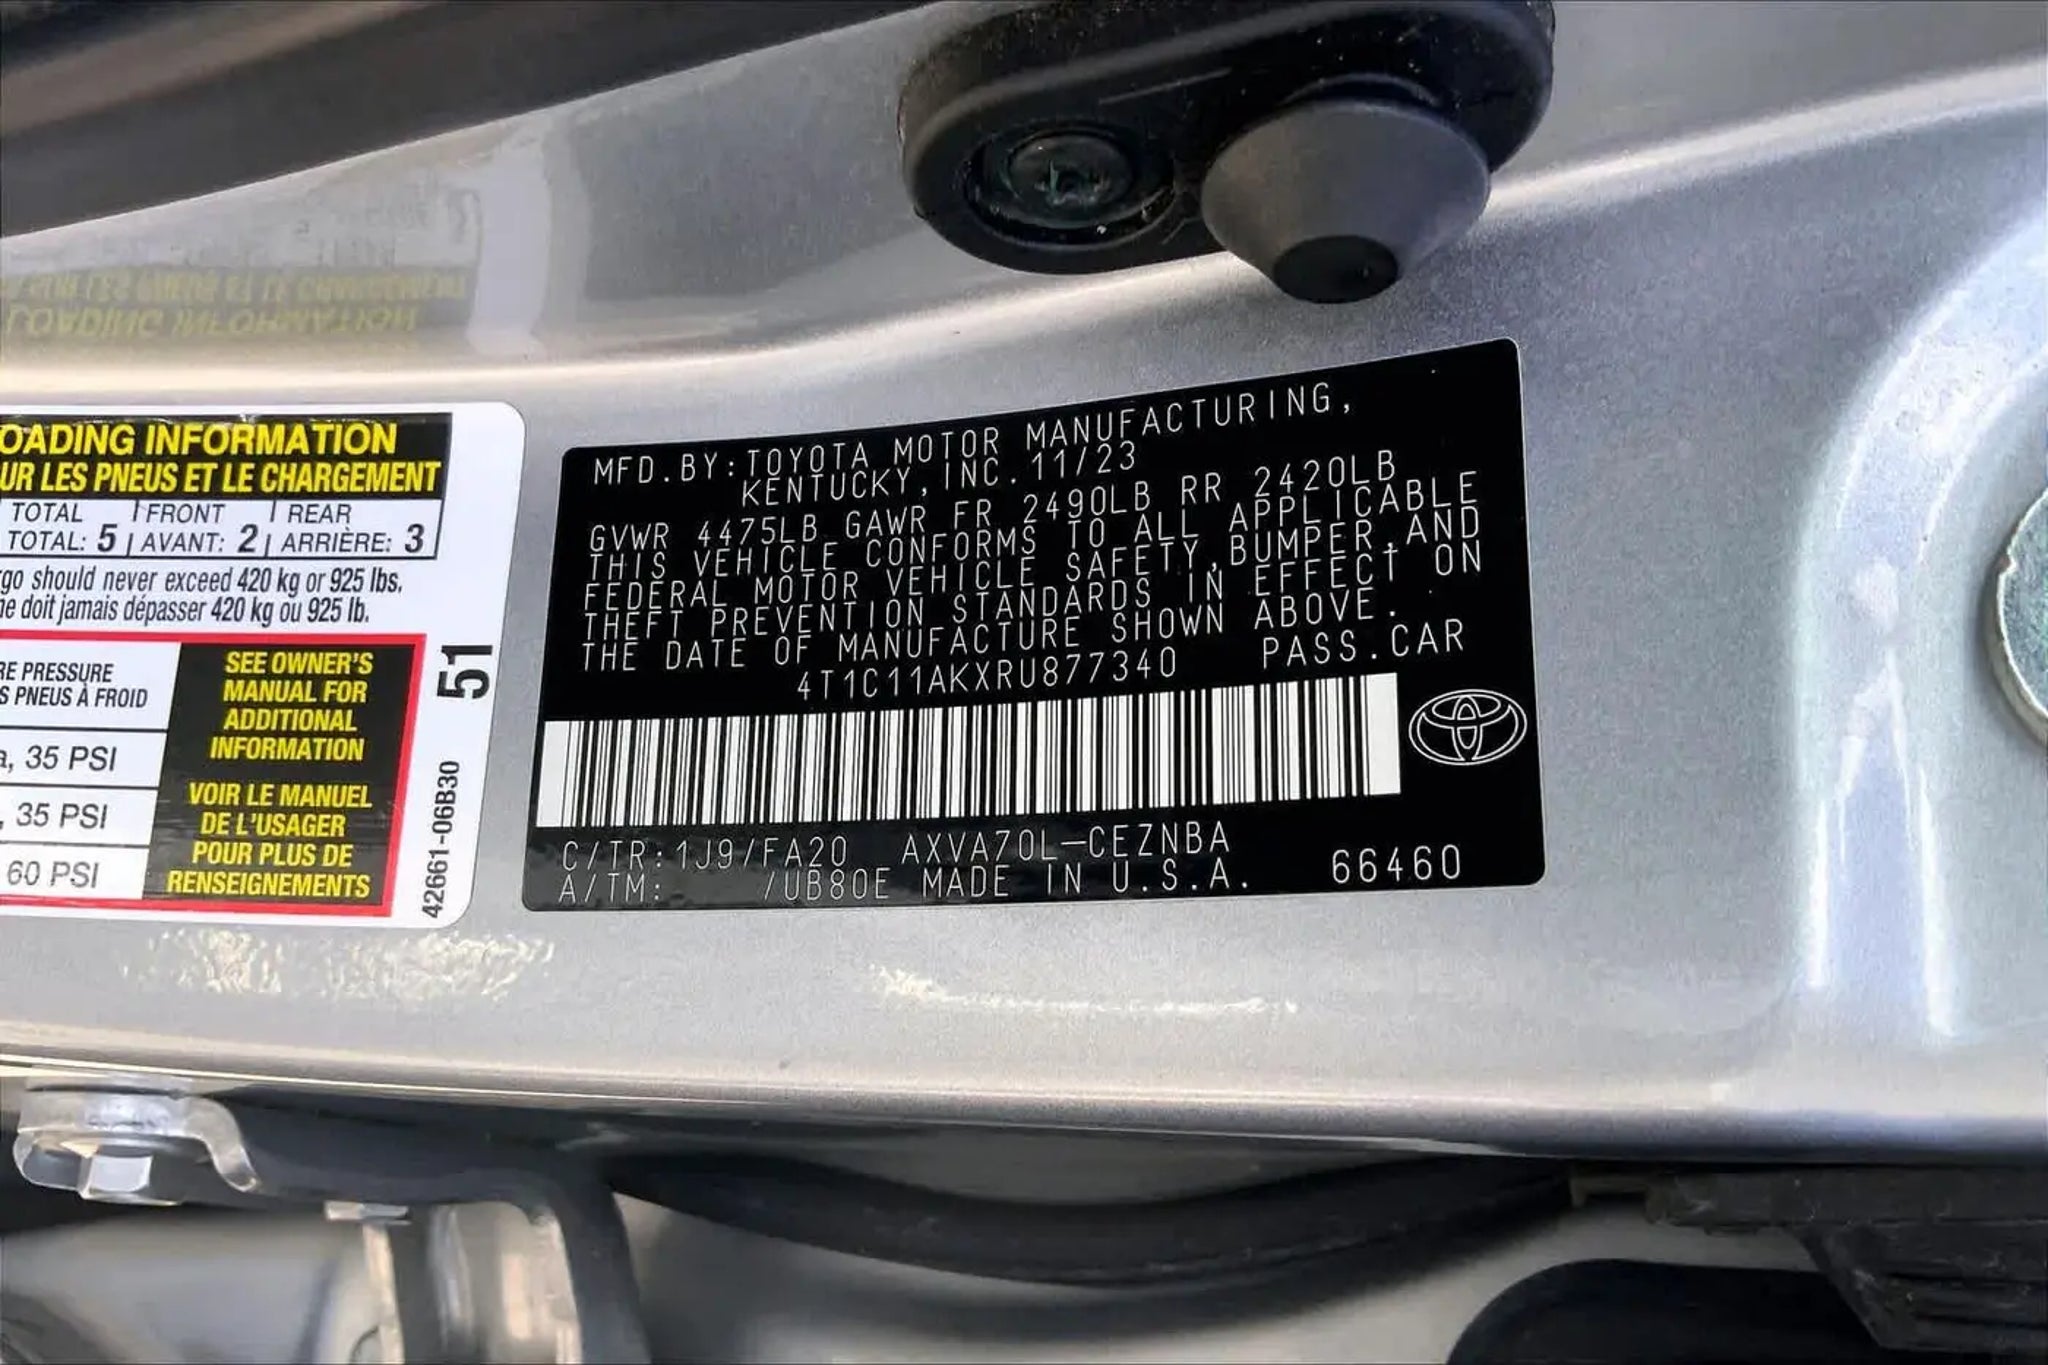 OADING INFORMATION
UR LES PNEUS ET LE CHARGEMENT
TOTAL FRONT REAR
TOTAL: 5 AVANT: 2 ARRIÈRE: 3
should never exceed 420 kg or 925 lbs.
doit jamais dépasser 420 kg ou 925 lb.
PRESSURE
PNEUS À FROID
, 35 PSI
, 35 PSI
60 PSI
SEE OWNER'S
MANUAL FOR
ADDITIONAL
INFORMATION
VOIR LE MANUEL
DE L'USAGER
POUR PLUS DE
RENSEIGNEMENTS
51
42661-06B30
MFD.BY:TOYOTA MOTOR MANUFACTURING,
KENTUCKY,INC.11/23
GVWR 4475LB GAWR FR 2490LB RR 2420LB
THIS VEHICLE CONFORMS TO ALL APPLICABLE
FEDERAL MOTOR VEHICLE SAFETY,BUMPER,AND
THEFT PREVENTION STANDARDS IN EFFECT ON
THE DATE OF MANUFACTURE SHOWN ABOVE.
4T1C11AKXRU877340 PASS.CAR
C/TR:1J9/FA20 AXVA70L-CEZNBA
A/TM: /UB80E MADE IN U.S.A. 66460